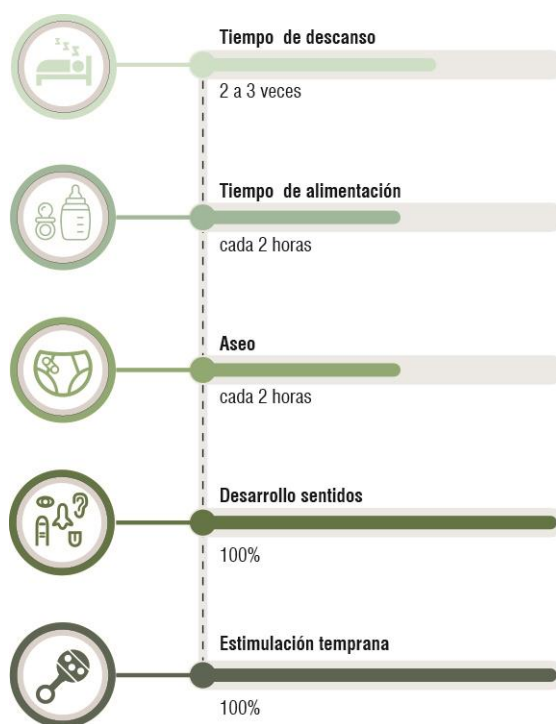 Tiempo de descanso
2 a 3 veces
Tiempo de alimentación
cada 2 horas
Aseo
cada 2 horas
Desarrollo sentidos
100%
Estimulación temprana
100%